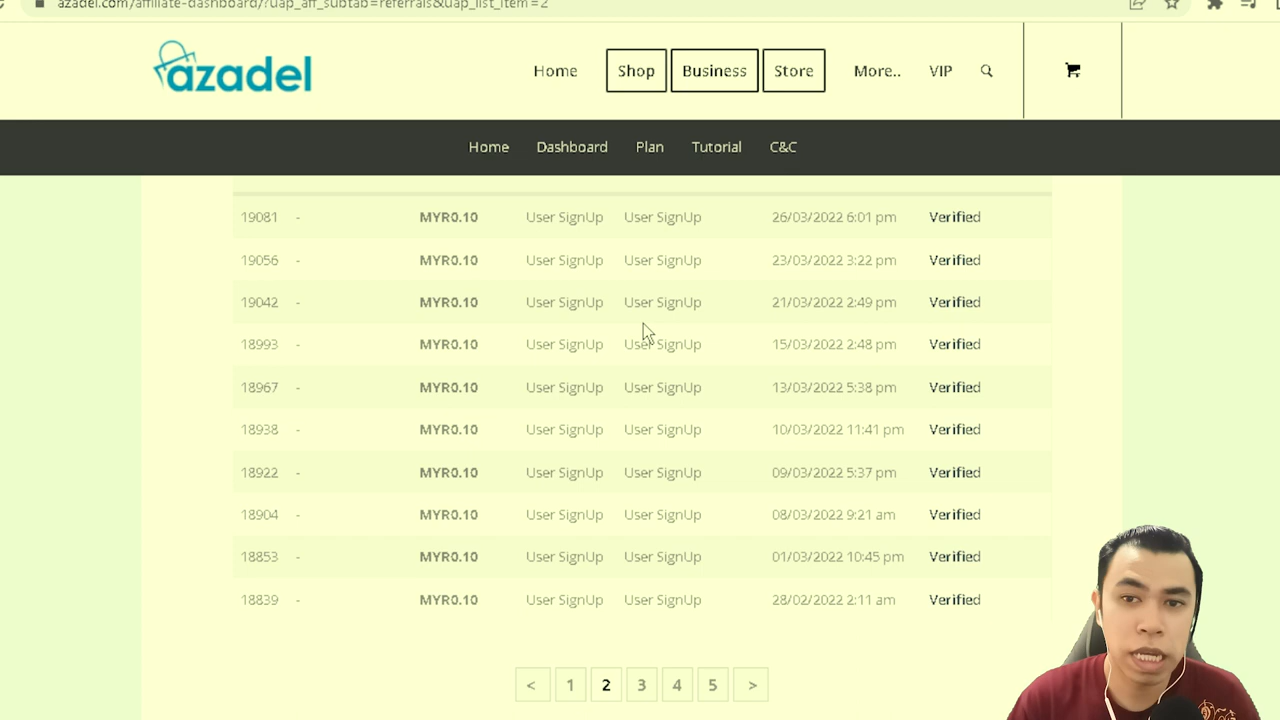 azadel.com/affiliate-dashboard/?uap_aff_subtab=referrals&uap_list_item=2
azadel Home Shop Business Store More.. VIP
Home Dashboard Plan Tutorial C&C
19081 - MYR0.10 User SignUp User SignUp 26/03/2022 6:01 pm Verified
19056 - MYR0.10 User SignUp User SignUp 23/03/2022 3:22 pm Verified
19042 - MYR0.10 User SignUp User SignUp 21/03/2022 2:49 pm Verified
18993 - MYR0.10 User SignUp User SignUp 15/03/2022 2:48 pm Verified
18967 - MYR0.10 User SignUp User SignUp 13/03/2022 5:38 pm Verified
18938 - MYR0.10 User SignUp User SignUp 10/03/2022 11:41 pm Verified
18922 - MYR0.10 User SignUp User SignUp 09/03/2022 5:37 pm Verified
18904 - MYR0.10 User SignUp User SignUp 08/03/2022 9:21 am Verified
18853 - MYR0.10 User SignUp User SignUp 01/03/2022 10:45 pm Verified
18839 - MYR0.10 User SignUp User SignUp 28/02/2022 2:11 am Verified
< 1 2 3 4 5 >